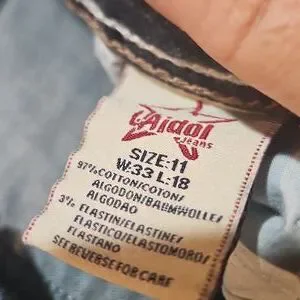 L'Aidol
Jeans
SIZE:11
W:33 L:18
97%COTTON/COTON/
ALGODON/BAUMWOLLE/
ALGODAO
3% ELASTIN/ELASTINE/
ELASTICO/ELASTOMORO/
ELASTANO
SEE REVERSE FOR CARE